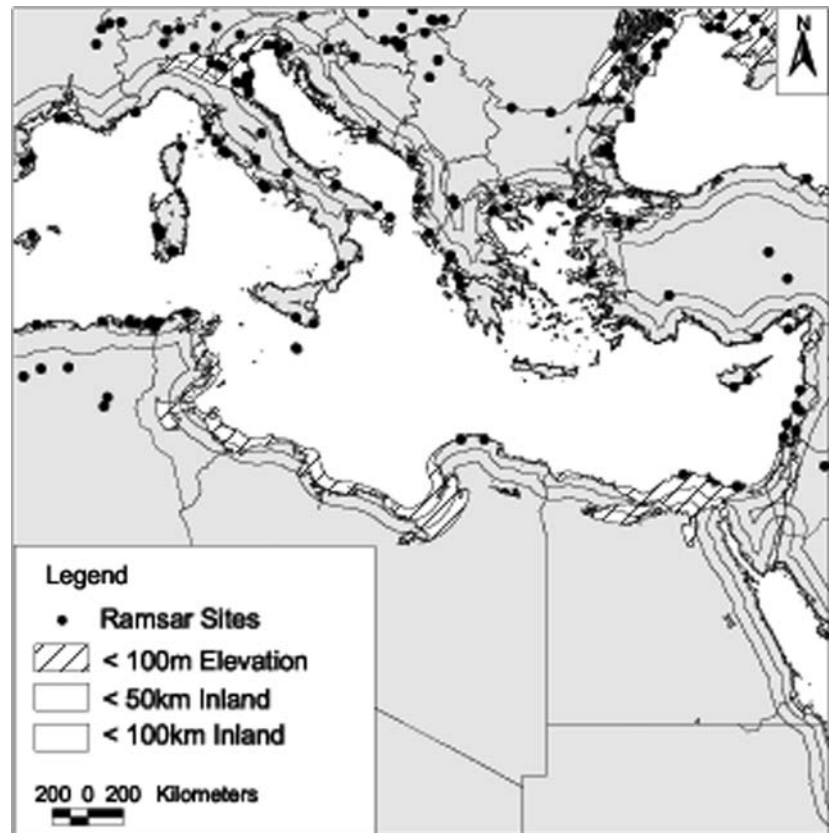 N
Legend
Ramsar Sites
< 100m Elevation
< 50km Inland
< 100km Inland
200 0 200 Kilometers